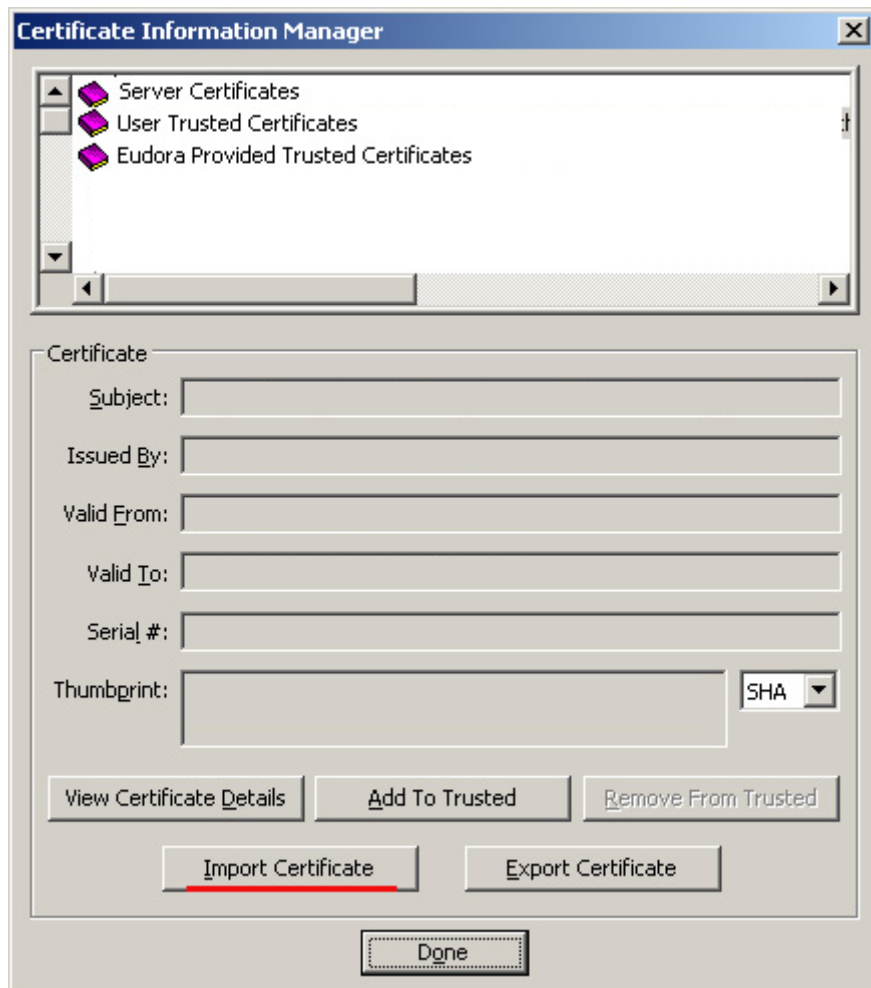 Certificate Information Manager
Server Certificates
User Trusted Certificates
Eudora Provided Trusted Certificates
Certificate
Subject:
Issued By:
Valid From:
Valid To:
Serial #:
Thumbprint:
SHA
View Certificate Details
Add To Trusted
Remove From Trusted
Import Certificate
Export Certificate
Done